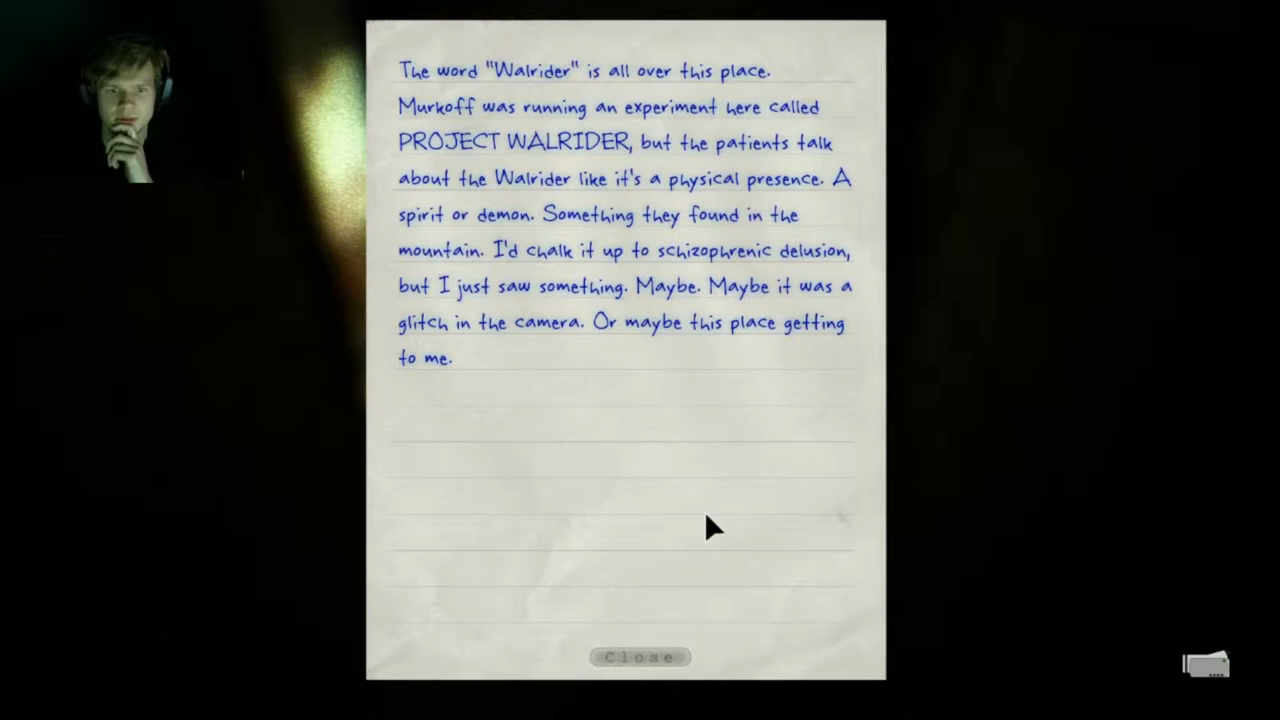 The word "Walrider" is all over this place.
Murkoff was running an experiment here called
PROJECT WALRIDER, but the patients talk
about the Walrider like it's a physical presence. A
spirit or demon. Something they found in the
mountain. I'd chalk it up to schizophrenic delusion,
but I just saw something. Maybe. Maybe it was a
glitch in the camera. Or maybe this place getting
to me.
Close